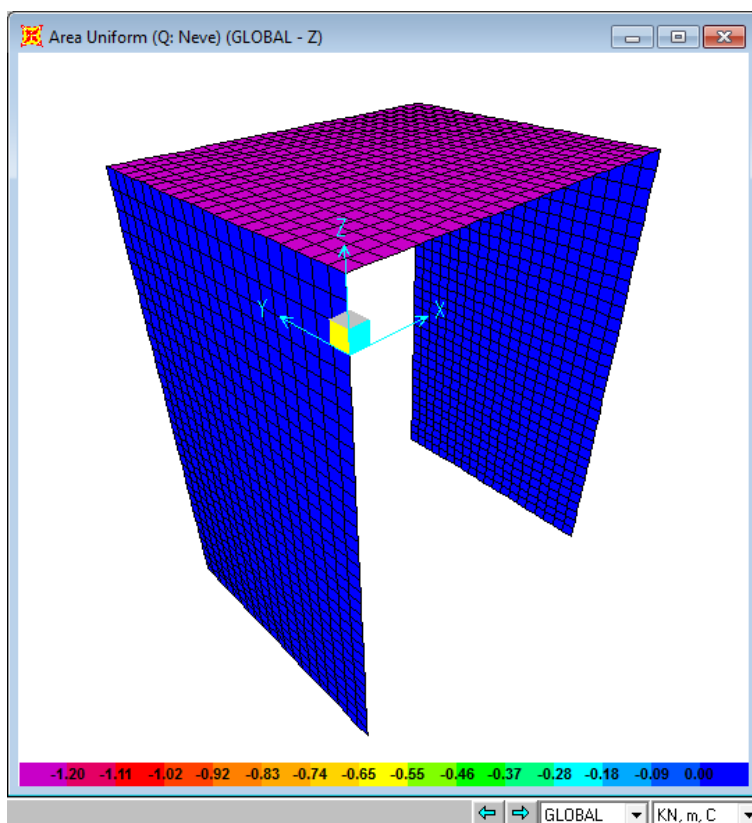 Area Uniform (Q: Neve) (GLOBAL - Z)
Z
Y
X
-1.20 -1.11 -1.02 -0.92 -0.83 -0.74 -0.65 -0.55 -0.46 -0.37 -0.28 -0.18 -0.09 0.00
GLOBAL KN, m, C